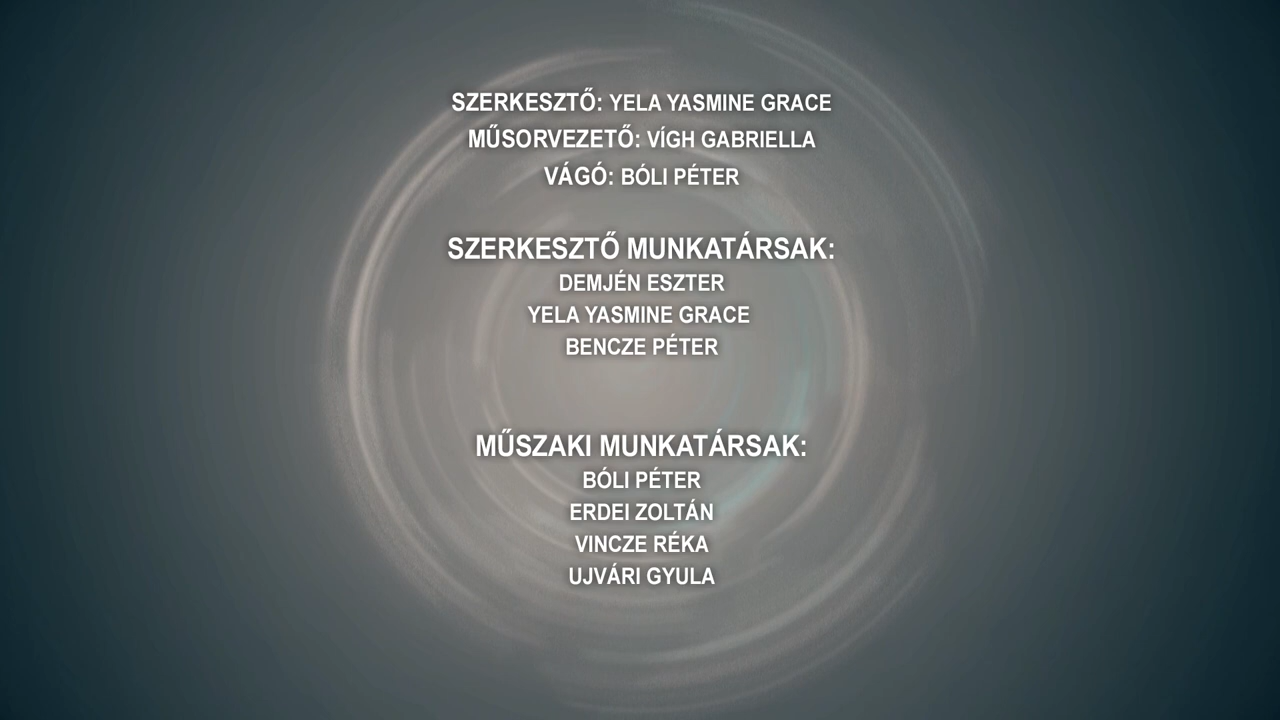 SZERKESZTŐ: YELA YASMINE GRACE
MŰSORVEZETŐ: VÍGH GABRIELLA
VÁGÓ: BÓLI PÉTER
SZERKESZTŐ MUNKATÁRSAK:
DEMJÉN ESZTER
YELA YASMINE GRACE
BENCZE PÉTER
MŰSZAKI MUNKATÁRSAK:
BÓLI PÉTER
ERDEI ZOLTÁN
VINCZE RÉKA
UJVÁRI GYULA